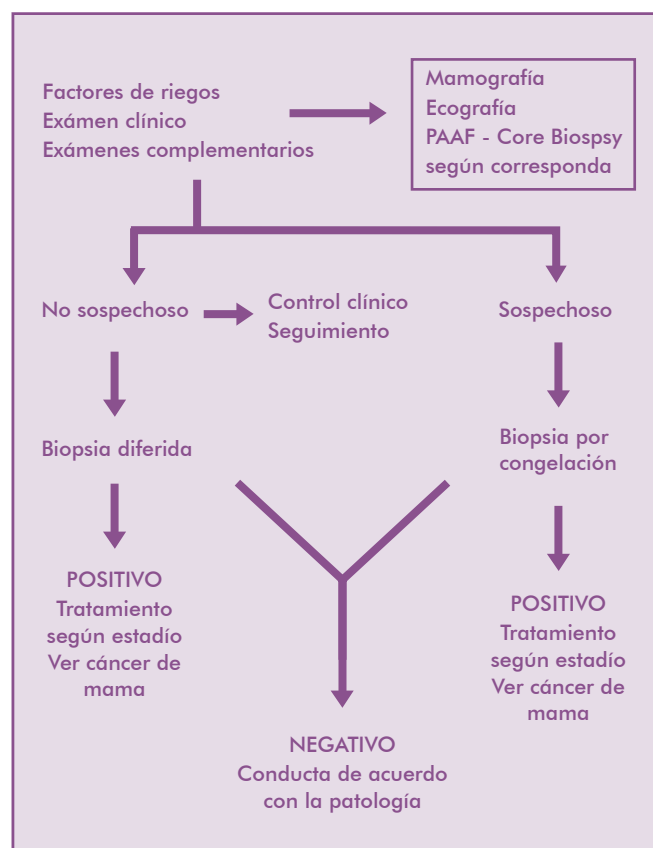 Factores de riegos
Exámen clínico
Exámenes complementarios
Mamografía
Ecografía
PAAF - Core Biospsy
según corresponda
No sospechoso
Control clínico
Seguimiento
Sospechoso
Biopsia diferida
Biopsia por
congelación
POSITIVO
Tratamiento
según estadío
Ver cáncer de
mama
POSITIVO
Tratamiento
según estadío
Ver cáncer de
mama
NEGATIVO
Conducta de acuerdo
con la patología